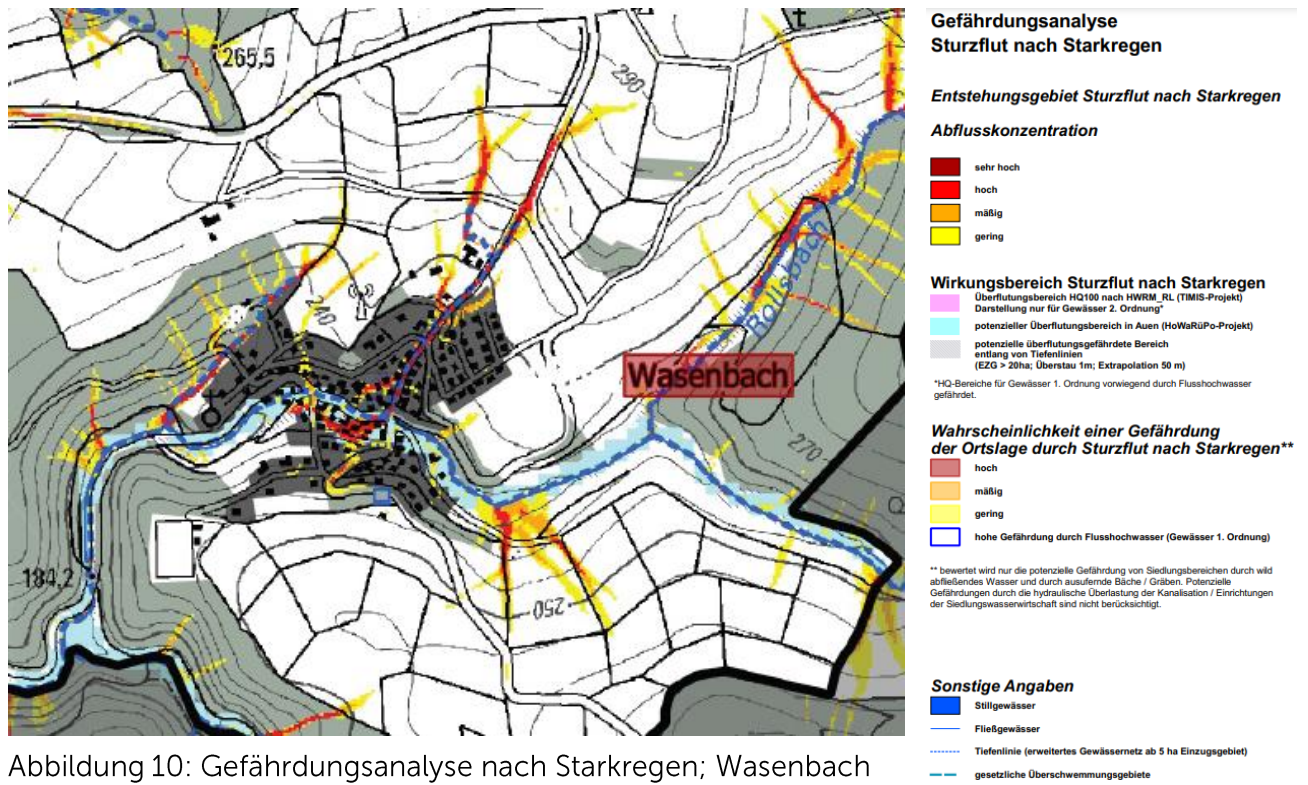 265,5
290
240
Rollsbach
Wasenbach
270
184,2
250
Abbildung 10: Gefährdungsanalyse nach Starkregen; Wasenbach
Gefährdungsanalyse
Sturzflut nach Starkregen
Entstehungsgebiet Sturzflut nach Starkregen
Abflusskonzentration
sehr hoch
hoch
mäßig
gering
Wirkungsbereich Sturzflut nach Starkregen
Überflutungsbereich HQ100 nach HWRM_RL (TIMIS-Projekt)
Darstellung nur für Gewässer 2. Ordnung*
potenzieller Überflutungsbereich in Auen (HoWaRüPo-Projekt)
potenzielle überflutungsgefährdete Bereich
entlang von Tiefenlinien
(EZG > 20ha; Überstau 1m; Extrapolation 50 m)
*HQ-Bereiche für Gewässer 1. Ordnung vorwiegend durch Flusshochwasser
gefährdet.
Wahrscheinlichkeit einer Gefährdung
der Ortslage durch Sturzflut nach Starkregen**
hoch
mäßig
gering
hohe Gefährdung durch Flusshochwasser (Gewässer 1. Ordnung)
** bewertet wird nur die potenzielle Gefährdung von Siedlungsbereichen durch wild
abfließendes Wasser und durch ausufernde Bäche / Gräben. Potenzielle
Gefährdungen durch die hydraulische Überlastung der Kanalisation / Einrichtungen
der Siedlungswasserwirtschaft sind nicht berücksichtigt.
Sonstige Angaben
Stillgewässer
Fließgewässer
Tiefenlinie (erweitertes Gewässernetz ab 5 ha Einzugsgebiet)
gesetzliche Überschwemmungsgebiete